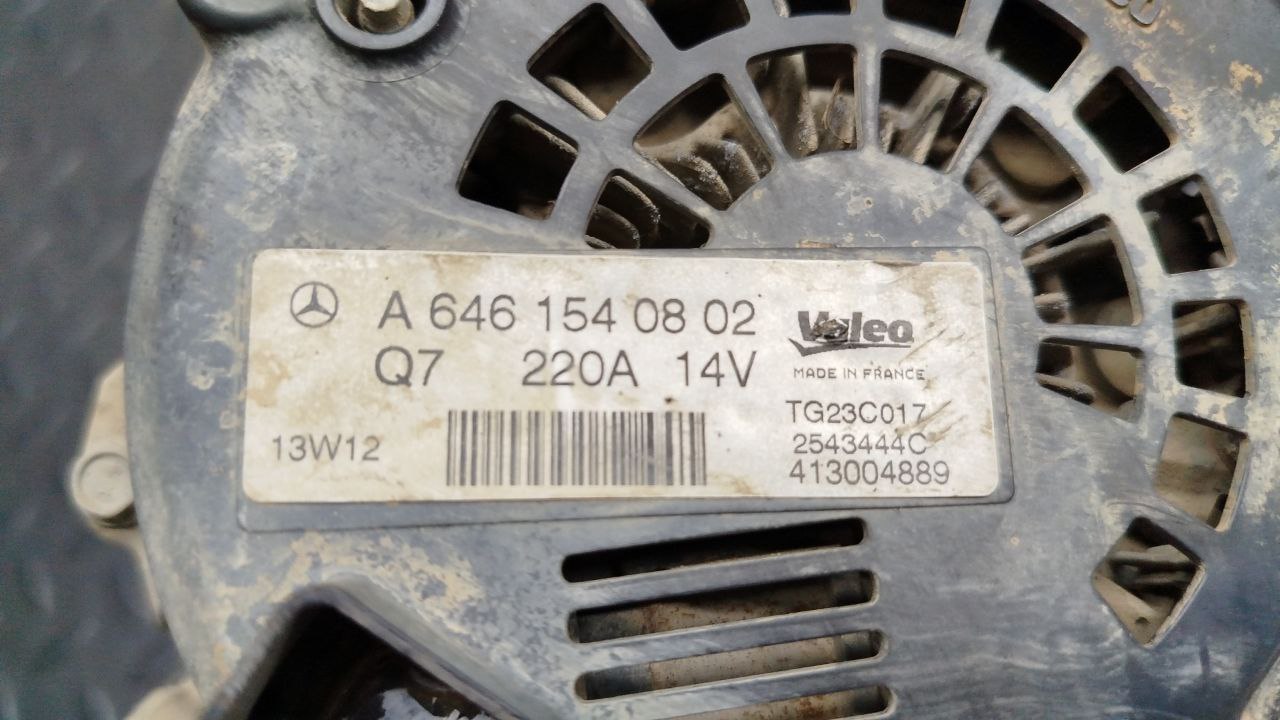 A 646 154 08 02
Q7 220A 14V
Valeo
MADE IN FRANCE
TG23C017
2543444C
413004889
13W12